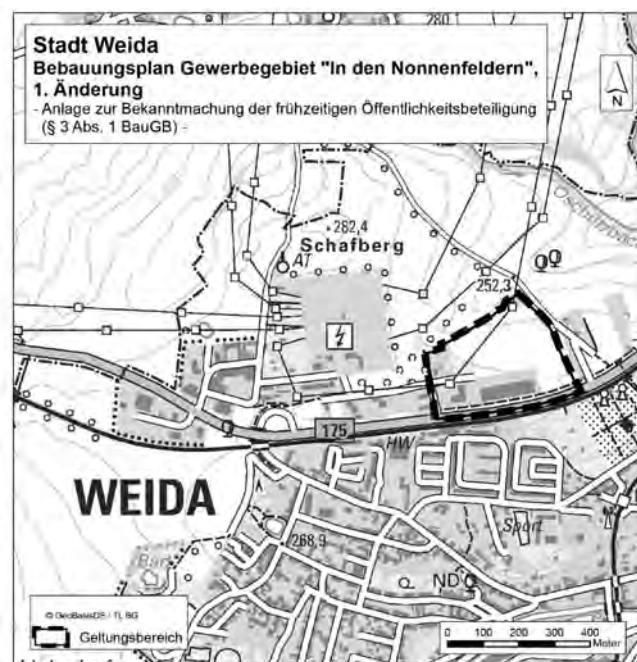 Stadt Weida
Bebauungsplan Gewerbegebiet "In den Nonnenfeldern",
1. Änderung
- Anlage zur Bekanntmachung der frühzeitigen Öffentlichkeitsbeteiligung
(§ 3 Abs. 1 BauGB) -
280
N
282,4
Schafberg
AT
252,3
175
HW
WEIDA
Sport
268,9
ND
© GeoBasisDE / TLBG
Geltungsbereich
0 100 200 300 400
Meter